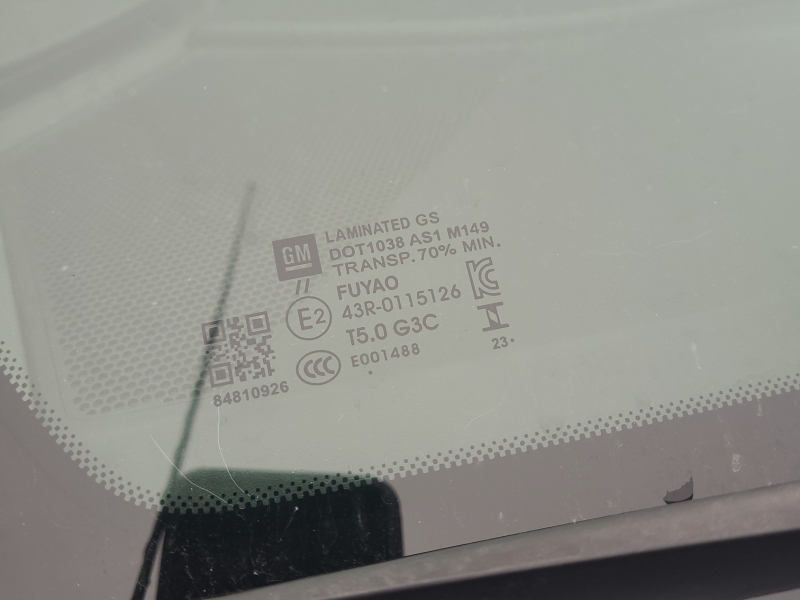 GM
LAMINATED GS
DOT1038 AS1 M149
TRANSP.70% MIN.
//
FUYAO
E2
43R-0115126
T5.0 G3C
CCC
E001488
84810926
23.